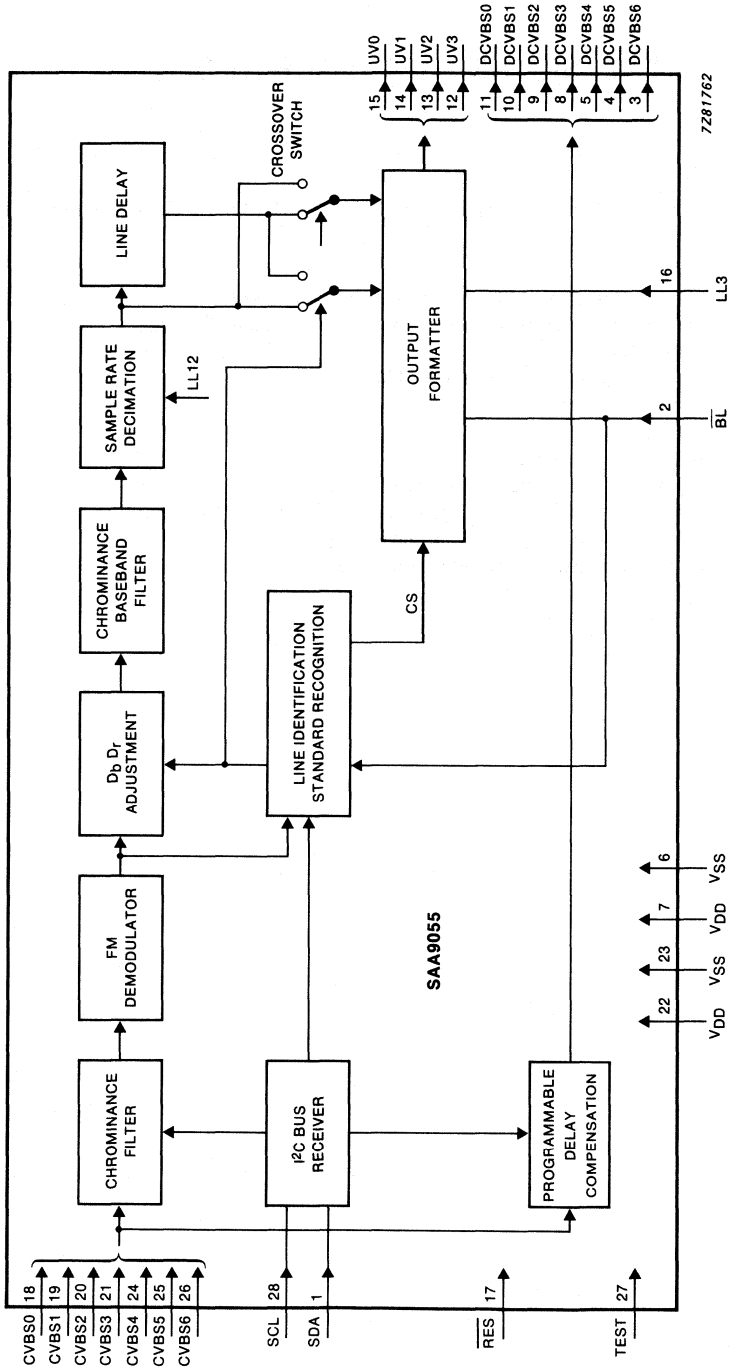 CVBS0 18
CVBS1 19
CVBS2 20
CVBS3 21
CVBS4 24
CVBS5 25
CVBS6 26
SCL 28
SDA 1
RES 17
TEST 27
CHROMINANCE
FILTER
FM
DEMODULATOR
Db Dr
ADJUSTMENT
CHROMINANCE
BASEBAND
FILTER
SAMPLE RATE
DECIMATION
LL12
LINE DELAY
CROSSOVER
SWITCH
I²C BUS
RECEIVER
LINE IDENTIFICATION
STANDARD RECOGNITION
CS
OUTPUT
FORMATTER
PROGRAMMABLE
DELAY
COMPENSATION
SAA9055
15 UV0
14 UV1
13 UV2
12 UV3
11 DCVBS0
10 DCVBS1
9 DCVBS2
8 DCVBS3
5 DCVBS4
4 DCVBS5
3 DCVBS6
22 VDD
23 VSS
7 VDD
6 VSS
2 BL
16 LL3
7281762